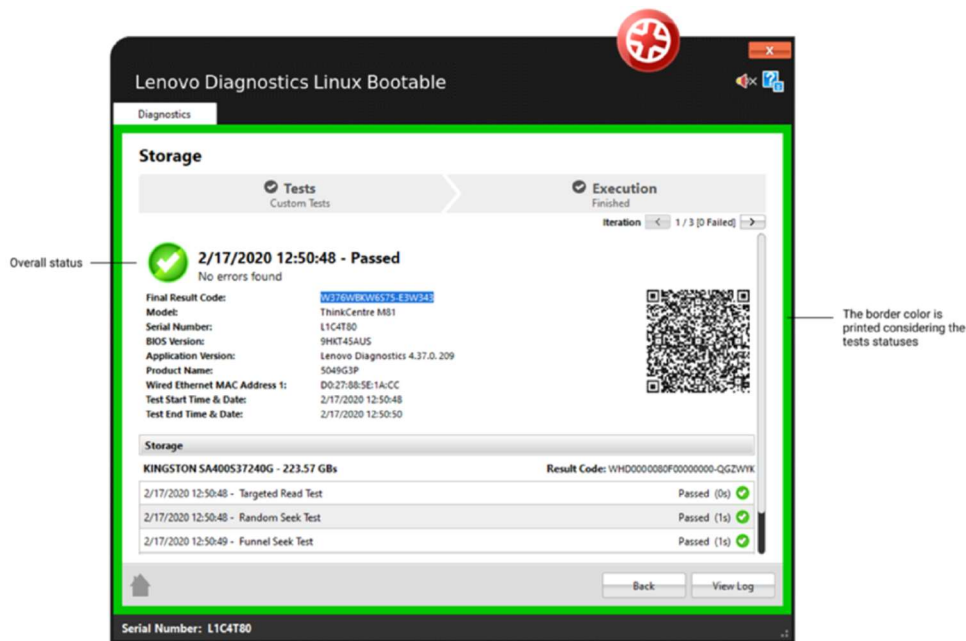 x
Lenovo Diagnostics Linux Bootable
Diagnostics
Storage
Tests
Custom Tests
Execution
Finished
Iteration < 1 / 3 [0 Failed] >
Overall status
2/17/2020 12:50:48 - Passed
No errors found
Final Result Code: W376WBKW6S75-E3W343
Model: ThinkCentre M81
Serial Number: L1C4T80
BIOS Version: 9HKT45AUS
Application Version: Lenovo Diagnostics 4.37.0. 209
Product Name: 5049G3P
Wired Ethernet MAC Address 1: D0:27:88:5E:1A:CC
Test Start Time & Date: 2/17/2020 12:50:48
Test End Time & Date: 2/17/2020 12:50:50
The border color is
printed considering the
tests statuses
Storage
KINGSTON SA400S37240G - 223.57 GBs Result Code: WHD0000080F00000000-QGZWYK
2/17/2020 12:50:48 - Targeted Read Test Passed (0s)
2/17/2020 12:50:48 - Random Seek Test Passed (1s)
2/17/2020 12:50:49 - Funnel Seek Test Passed (1s)
Back
View Log
Serial Number: L1C4T80